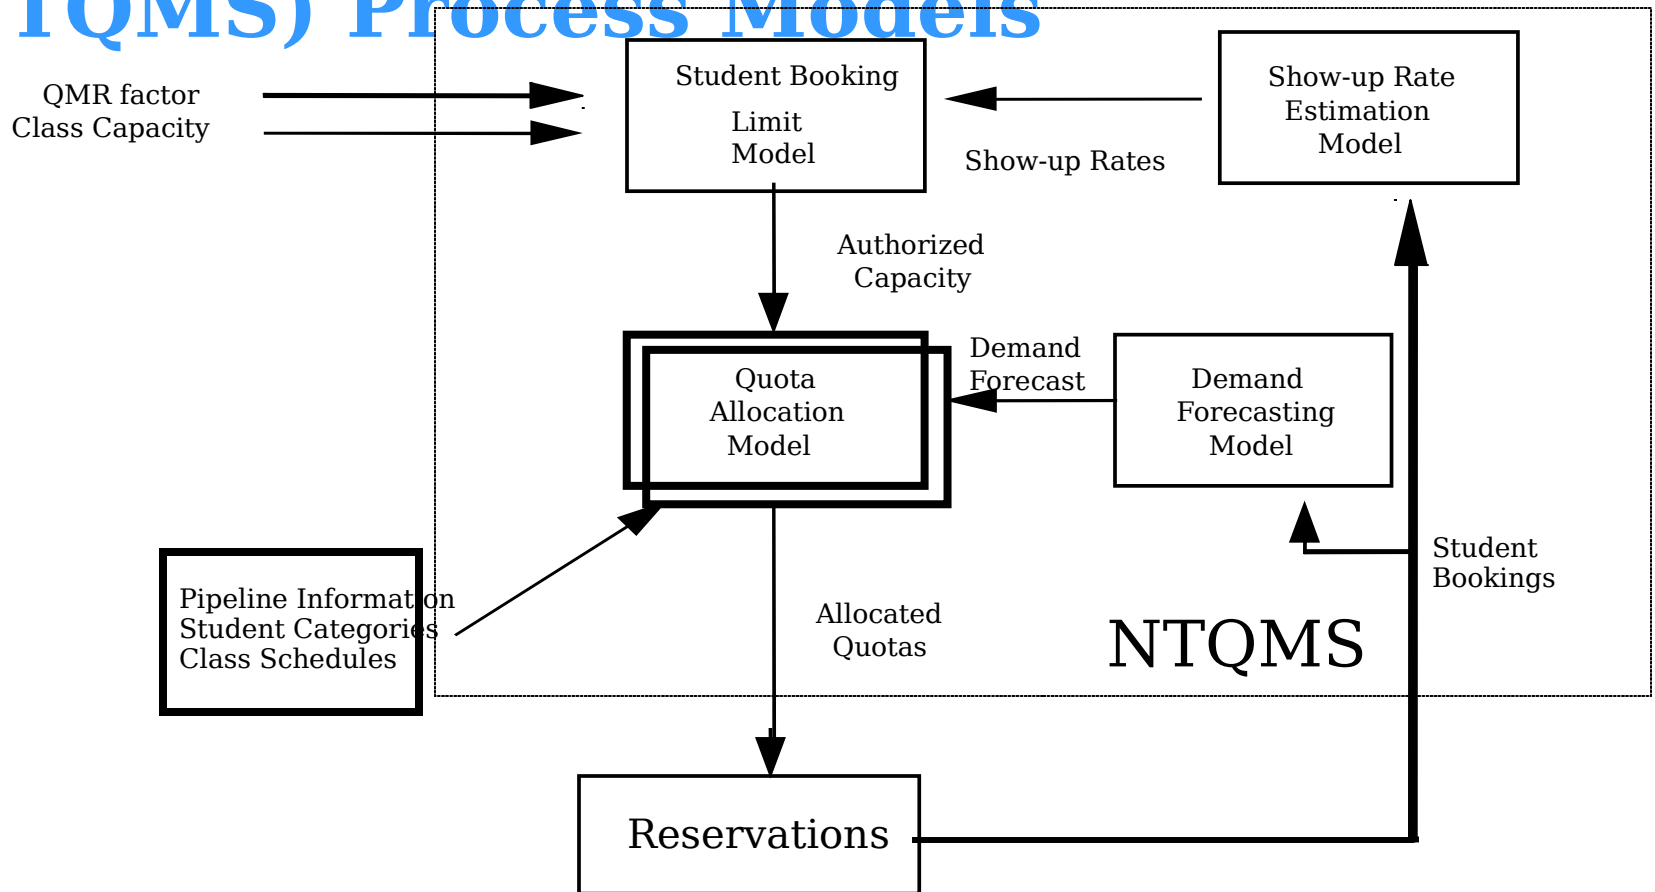 TQMS) Process Models
QMR factor
Class Capacity
Student Booking
Limit
Model
Show-up Rates
Show-up Rate
Estimation
Model
Authorized
Capacity
Quota
Allocation
Model
Demand
Forecast
Demand
Forecasting
Model
Pipeline Information
Student Categories
Class Schedules
Allocated
Quotas
Student
Bookings
NTQMS
Reservations